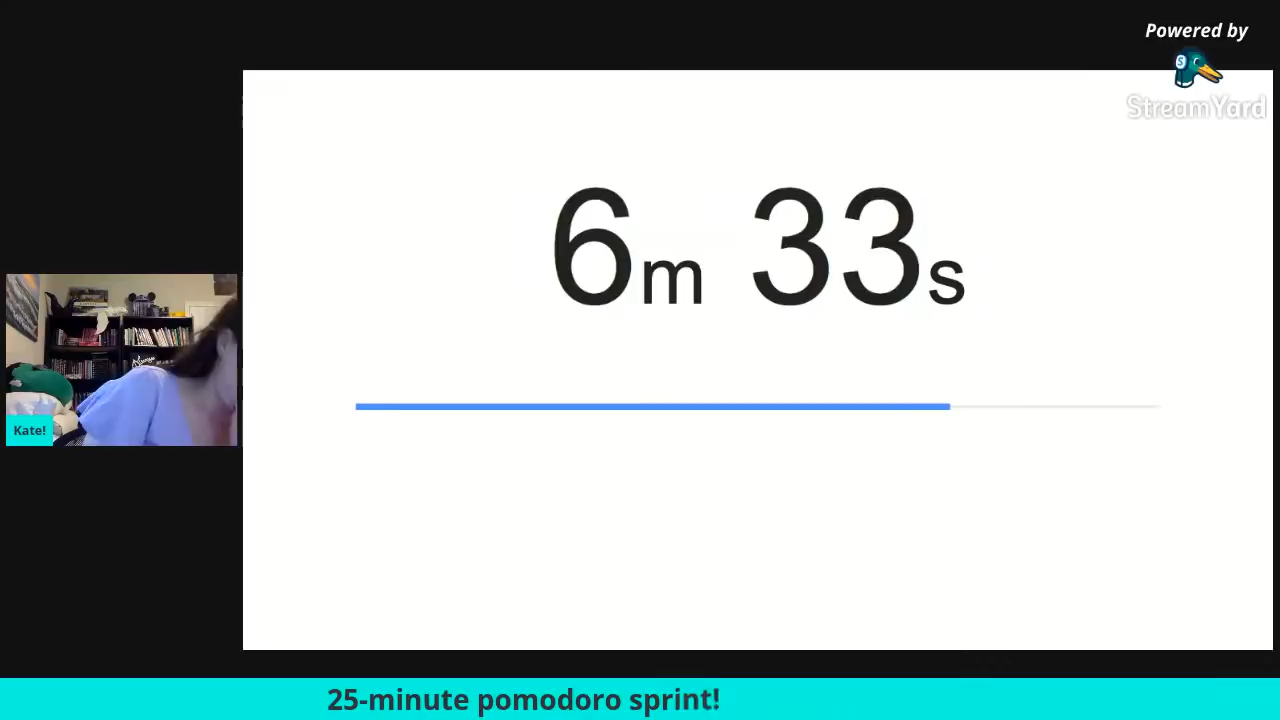 Powered by
StreamYard
6m 33s
Kate!
25-minute pomodoro sprint!